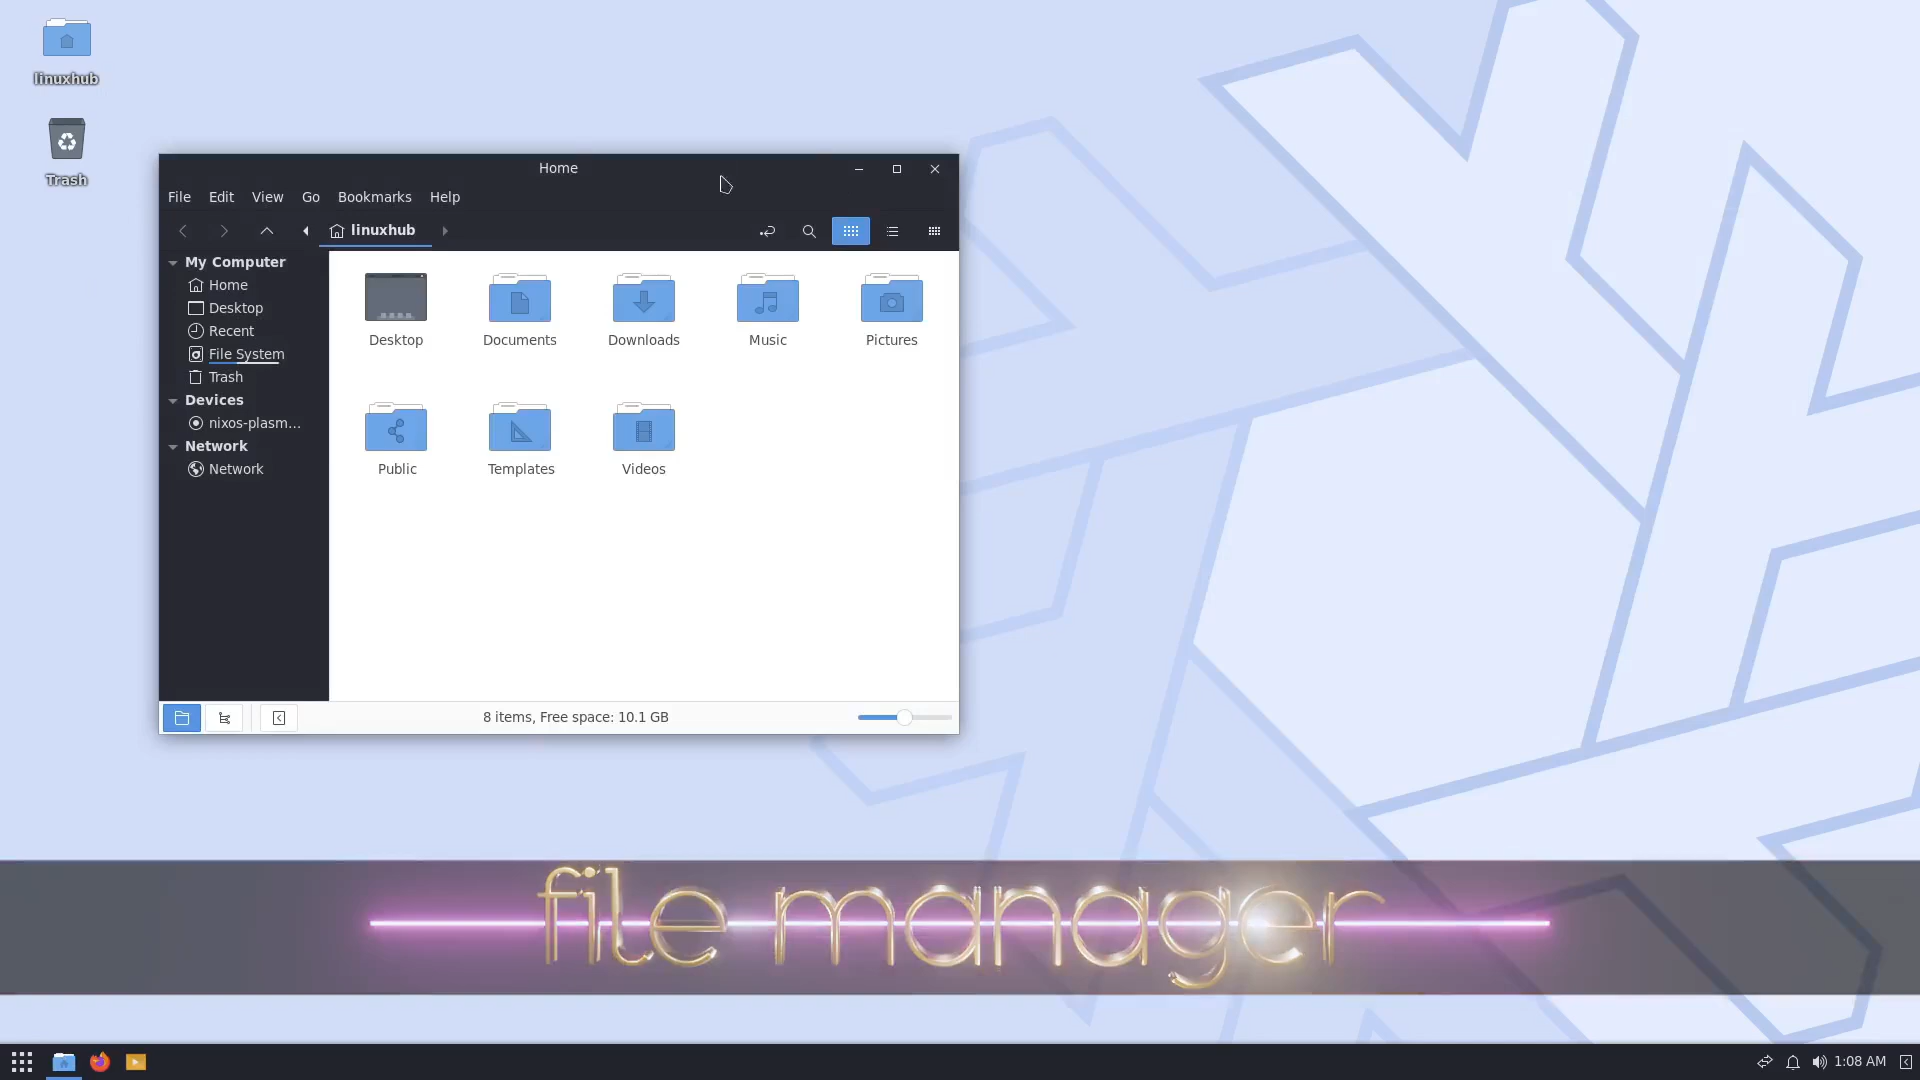 linuxhub
Trash
Home
File Edit View Go Bookmarks Help
linuxhub
My Computer
Home
Desktop
Recent
File System
Trash
Devices
nixos-plasm...
Network
Network
Desktop Documents Downloads Music Pictures
Public Templates Videos
8 items, Free space: 10.1 GB
file manager
1:08 AM